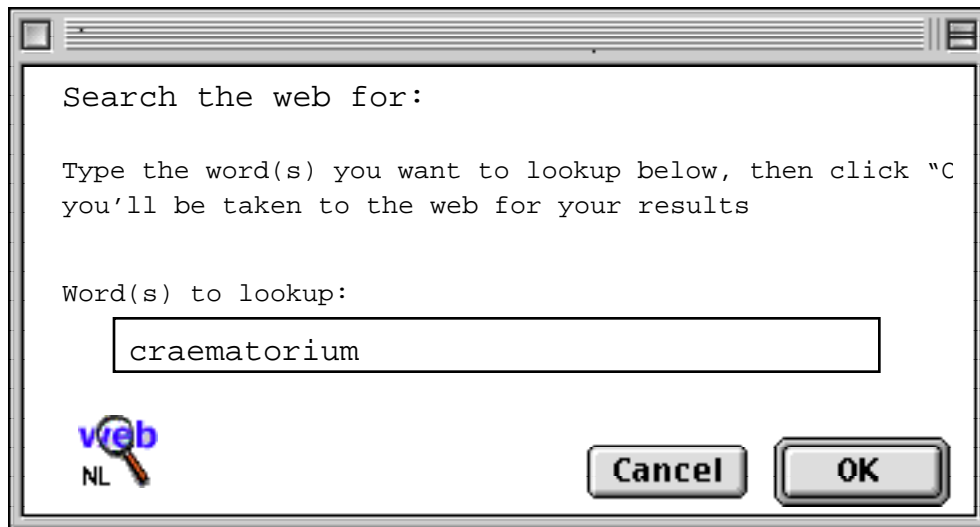 Search the web for:
Type the word(s) you want to lookup below, then click “
you’ll be taken to the web for your results
Word(s) to lookup:
craematorium
web
NL
Cancel
OK